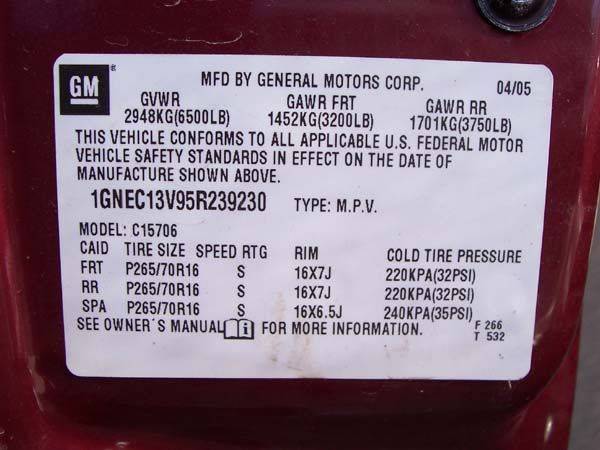 GM ® MFD BY GENERAL MOTORS CORP. 04/05
GVWR GAWR FRT GAWR RR
2948KG(6500LB) 1452KG(3200LB) 1701KG(3750LB)
THIS VEHICLE CONFORMS TO ALL APPLICABLE U.S. FEDERAL MOTOR
VEHICLE SAFETY STANDARDS IN EFFECT ON THE DATE OF
MANUFACTURE SHOWN ABOVE.
1GNEC13V95R239230 TYPE: M.P.V.
MODEL: C15706
CAID TIRE SIZE SPEED RTG RIM COLD TIRE PRESSURE
FRT P265/70R16 S 16X7J 220KPA(32PSI)
RR P265/70R16 S 16X7J 220KPA(32PSI)
SPA P265/70R16 S 16X6.5J 240KPA(35PSI)
SEE OWNER'S MANUAL i FOR MORE INFORMATION. F 266
T 532